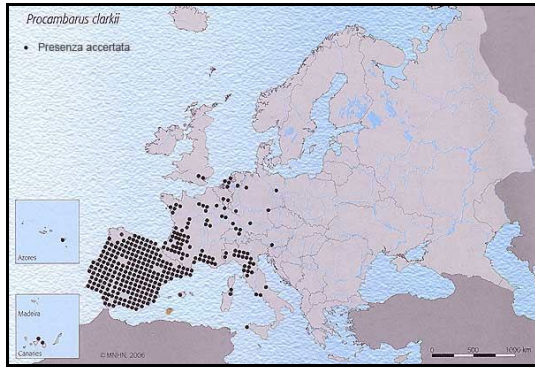 Procambarus clarkii
• Presenza accertata
Azores
Madeira
Canaries
© MNHN, 2006
0 500 1000 km